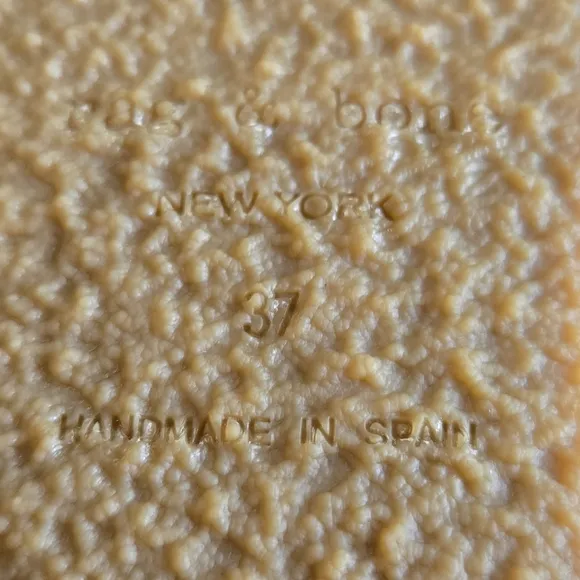 rag & bone
NEW YORK
37
HANDMADE IN SPAIN